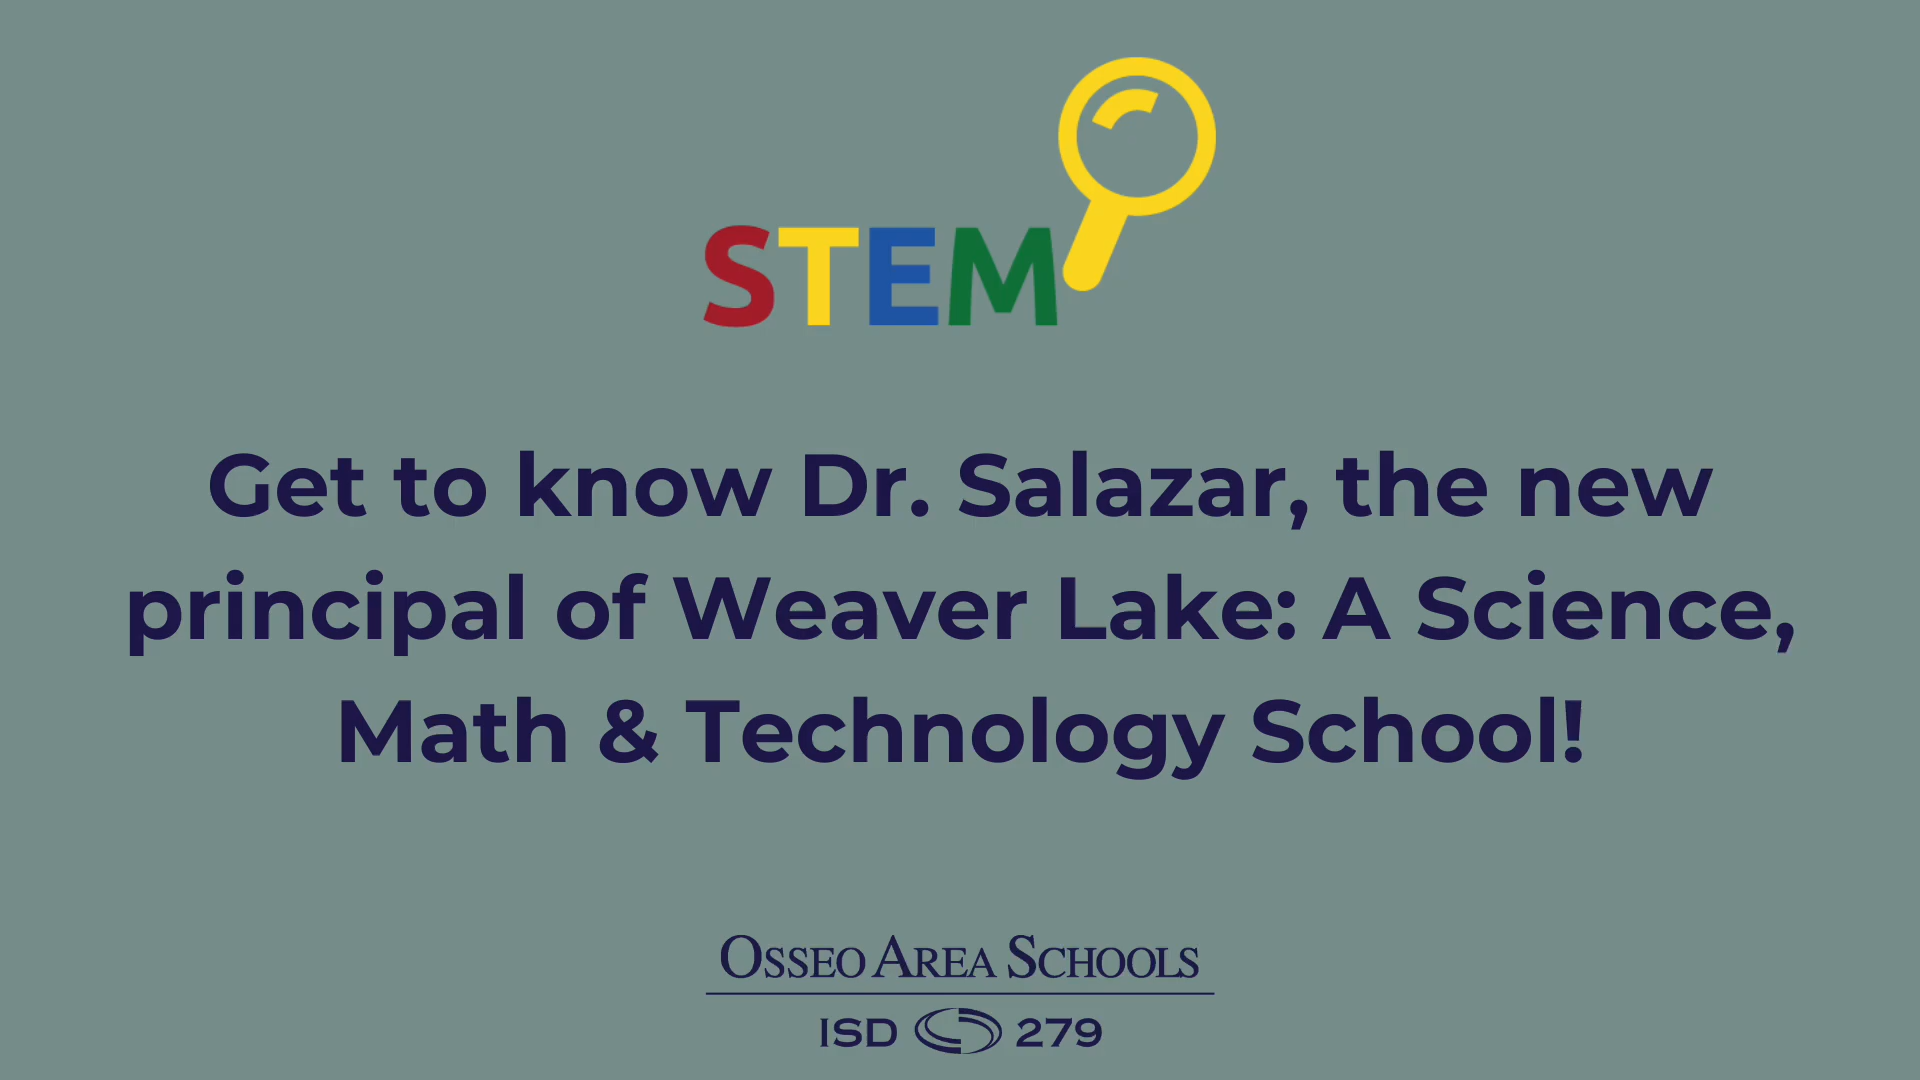 STEM
Get to know Dr. Salazar, the new
principal of Weaver Lake: A Science,
Math & Technology School!
OSSEO AREA SCHOOLS
ISD 279